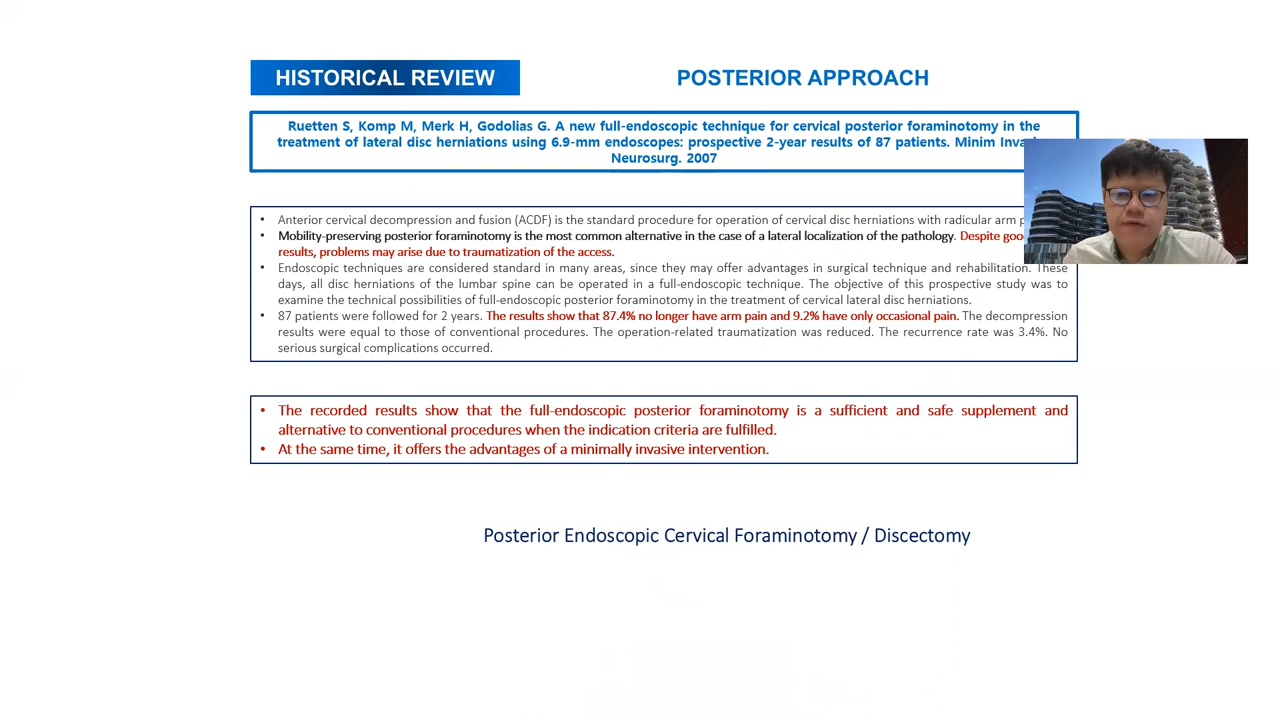 HISTORICAL REVIEW
POSTERIOR APPROACH
Ruetten S, Komp M, Merk H, Godolias G. A new full-endoscopic technique for cervical posterior foraminotomy in the
treatment of lateral disc herniations using 6.9-mm endoscopes: prospective 2-year results of 87 patients. Minim
Neurosurg. 2007
• Anterior cervical decompression and fusion (ACDF) is the standard procedure for operation of cervical disc herniations with radicular arm
• Mobility-preserving posterior foraminotomy is the most common alternative in the case of a lateral localization of the pathology. Despite
results, problems may arise due to traumatization of the access.
• Endoscopic techniques are considered standard in many areas, since they may offer advantages in surgical technique and rehabilitation. These
days, all disc herniations of the lumbar spine can be operated in a full-endoscopic technique. The objective of this prospective study was to
examine the technical possibilities of full-endoscopic posterior foraminotomy in the treatment of cervical lateral disc herniations.
• 87 patients were followed for 2 years. The results show that 87.4% no longer have arm pain and 9.2% have only occasional pain. The decompression
results were equal to those of conventional procedures. The operation-related traumatization was reduced. The recurrence rate was 3.4%. No
serious surgical complications occurred.
• The recorded results show that the full-endoscopic posterior foraminotomy is a sufficient and safe supplement and
alternative to conventional procedures when the indication criteria are fulfilled.
• At the same time, it offers the advantages of a minimally invasive intervention.
Posterior Endoscopic Cervical Foraminotomy / Discectomy